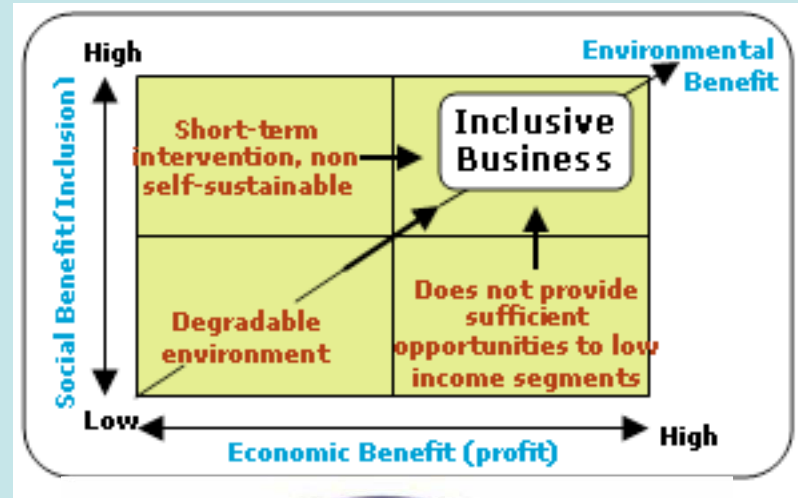 High
Environmental
Benefit
Social Benefit(Inclusion)
Short-term
intervention, non
self-sustainable
Inclusive
Business
Degradable
environment
Does not provide
sufficient
opportunities to low
income segments
Low
Economic Benefit (profit)
High